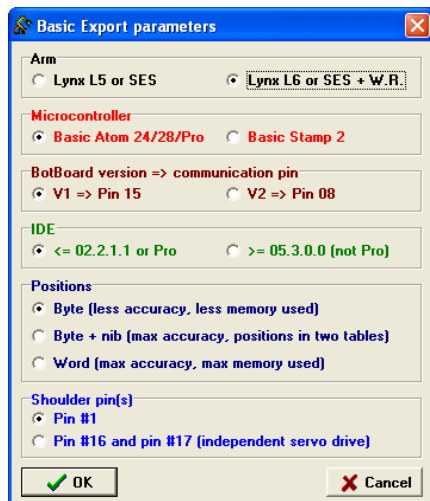 Basic Export parameters
Arm
Lynx L5 or SES Lynx L6 or SES + W.R.
Microcontroller
Basic Atom 24/28/Pro Basic Stamp 2
BotBoard version => communication pin
V1 => Pin 15 V2 => Pin 08
IDE
<= 02.2.1.1 or Pro >= 05.3.0.0 (not Pro)
Positions
Byte (less accuracy, less memory used)
Byte + nib (max accuracy, positions in two tables)
Word (max accuracy, max memory used)
Shoulder pin(s)
Pin #1
Pin #16 and pin #17 (independent servo drive)
OK Cancel